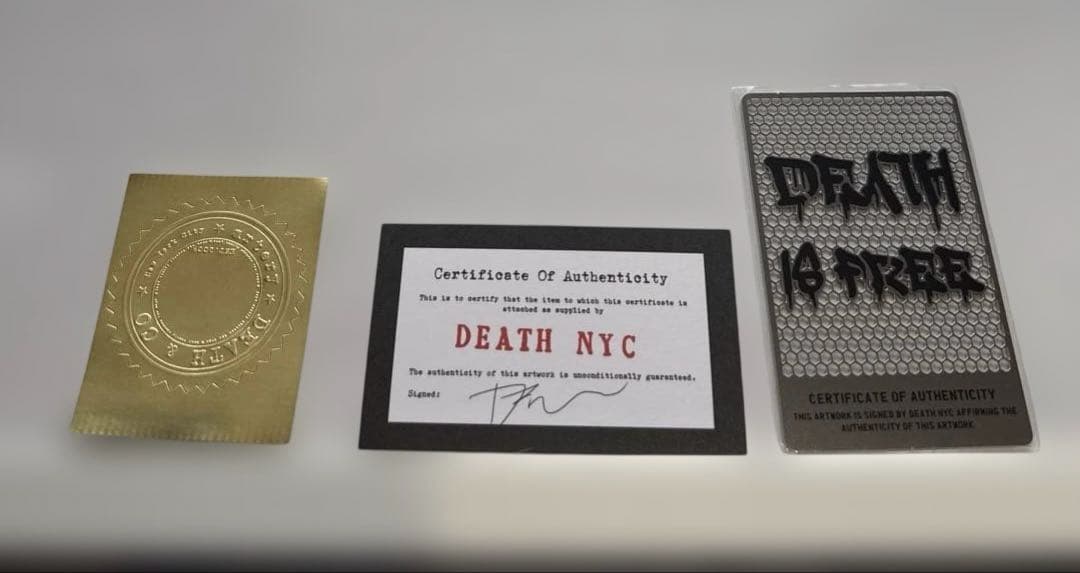 NEW YORK CITY
DEATH & CO
Certificate Of Authenticity
This is to certify that the item to which this certificate is
attached as supplied by
DEATH NYC
The authenticity of this artwork is unconditionally guaranteed.
Signed:
DEATH
IS FREE
CERTIFICATE OF AUTHENTICITY
THIS ARTWORK IS SIGNED BY DEATH NYC AFFIRMING THE
AUTHENTICITY OF THIS ARTWORK